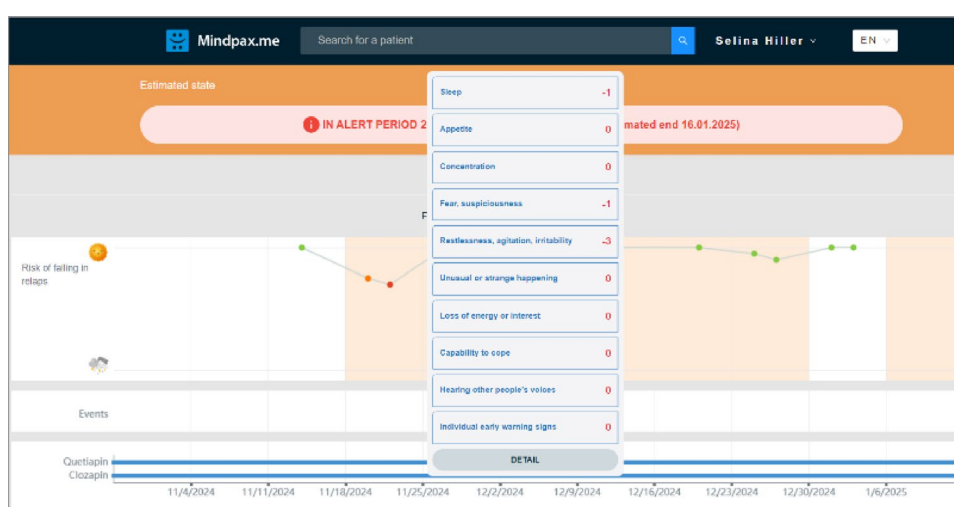 Mindpax.me
Search for a patient
Selina Hiller
EN
Estimated state
IN ALERT PERIOD 2
mated end 16.01.2025)
Sleep -1
Appetite 0
Concentration 0
Fear, suspiciousness -1
F
Restlessness, agitation, irritability -3
Risk of falling in
relaps
Unusual or strange happening 0
Loss of energy or interest 0
Capability to cope 0
Hearing other people's voices 0
Events
Individual early warning signs 0
DETAIL
Quetiapin
Clozapin
11/4/2024 11/11/2024 11/18/2024 11/25/2024 12/2/2024 12/9/2024 12/16/2024 12/23/2024 12/30/2024 1/6/2025